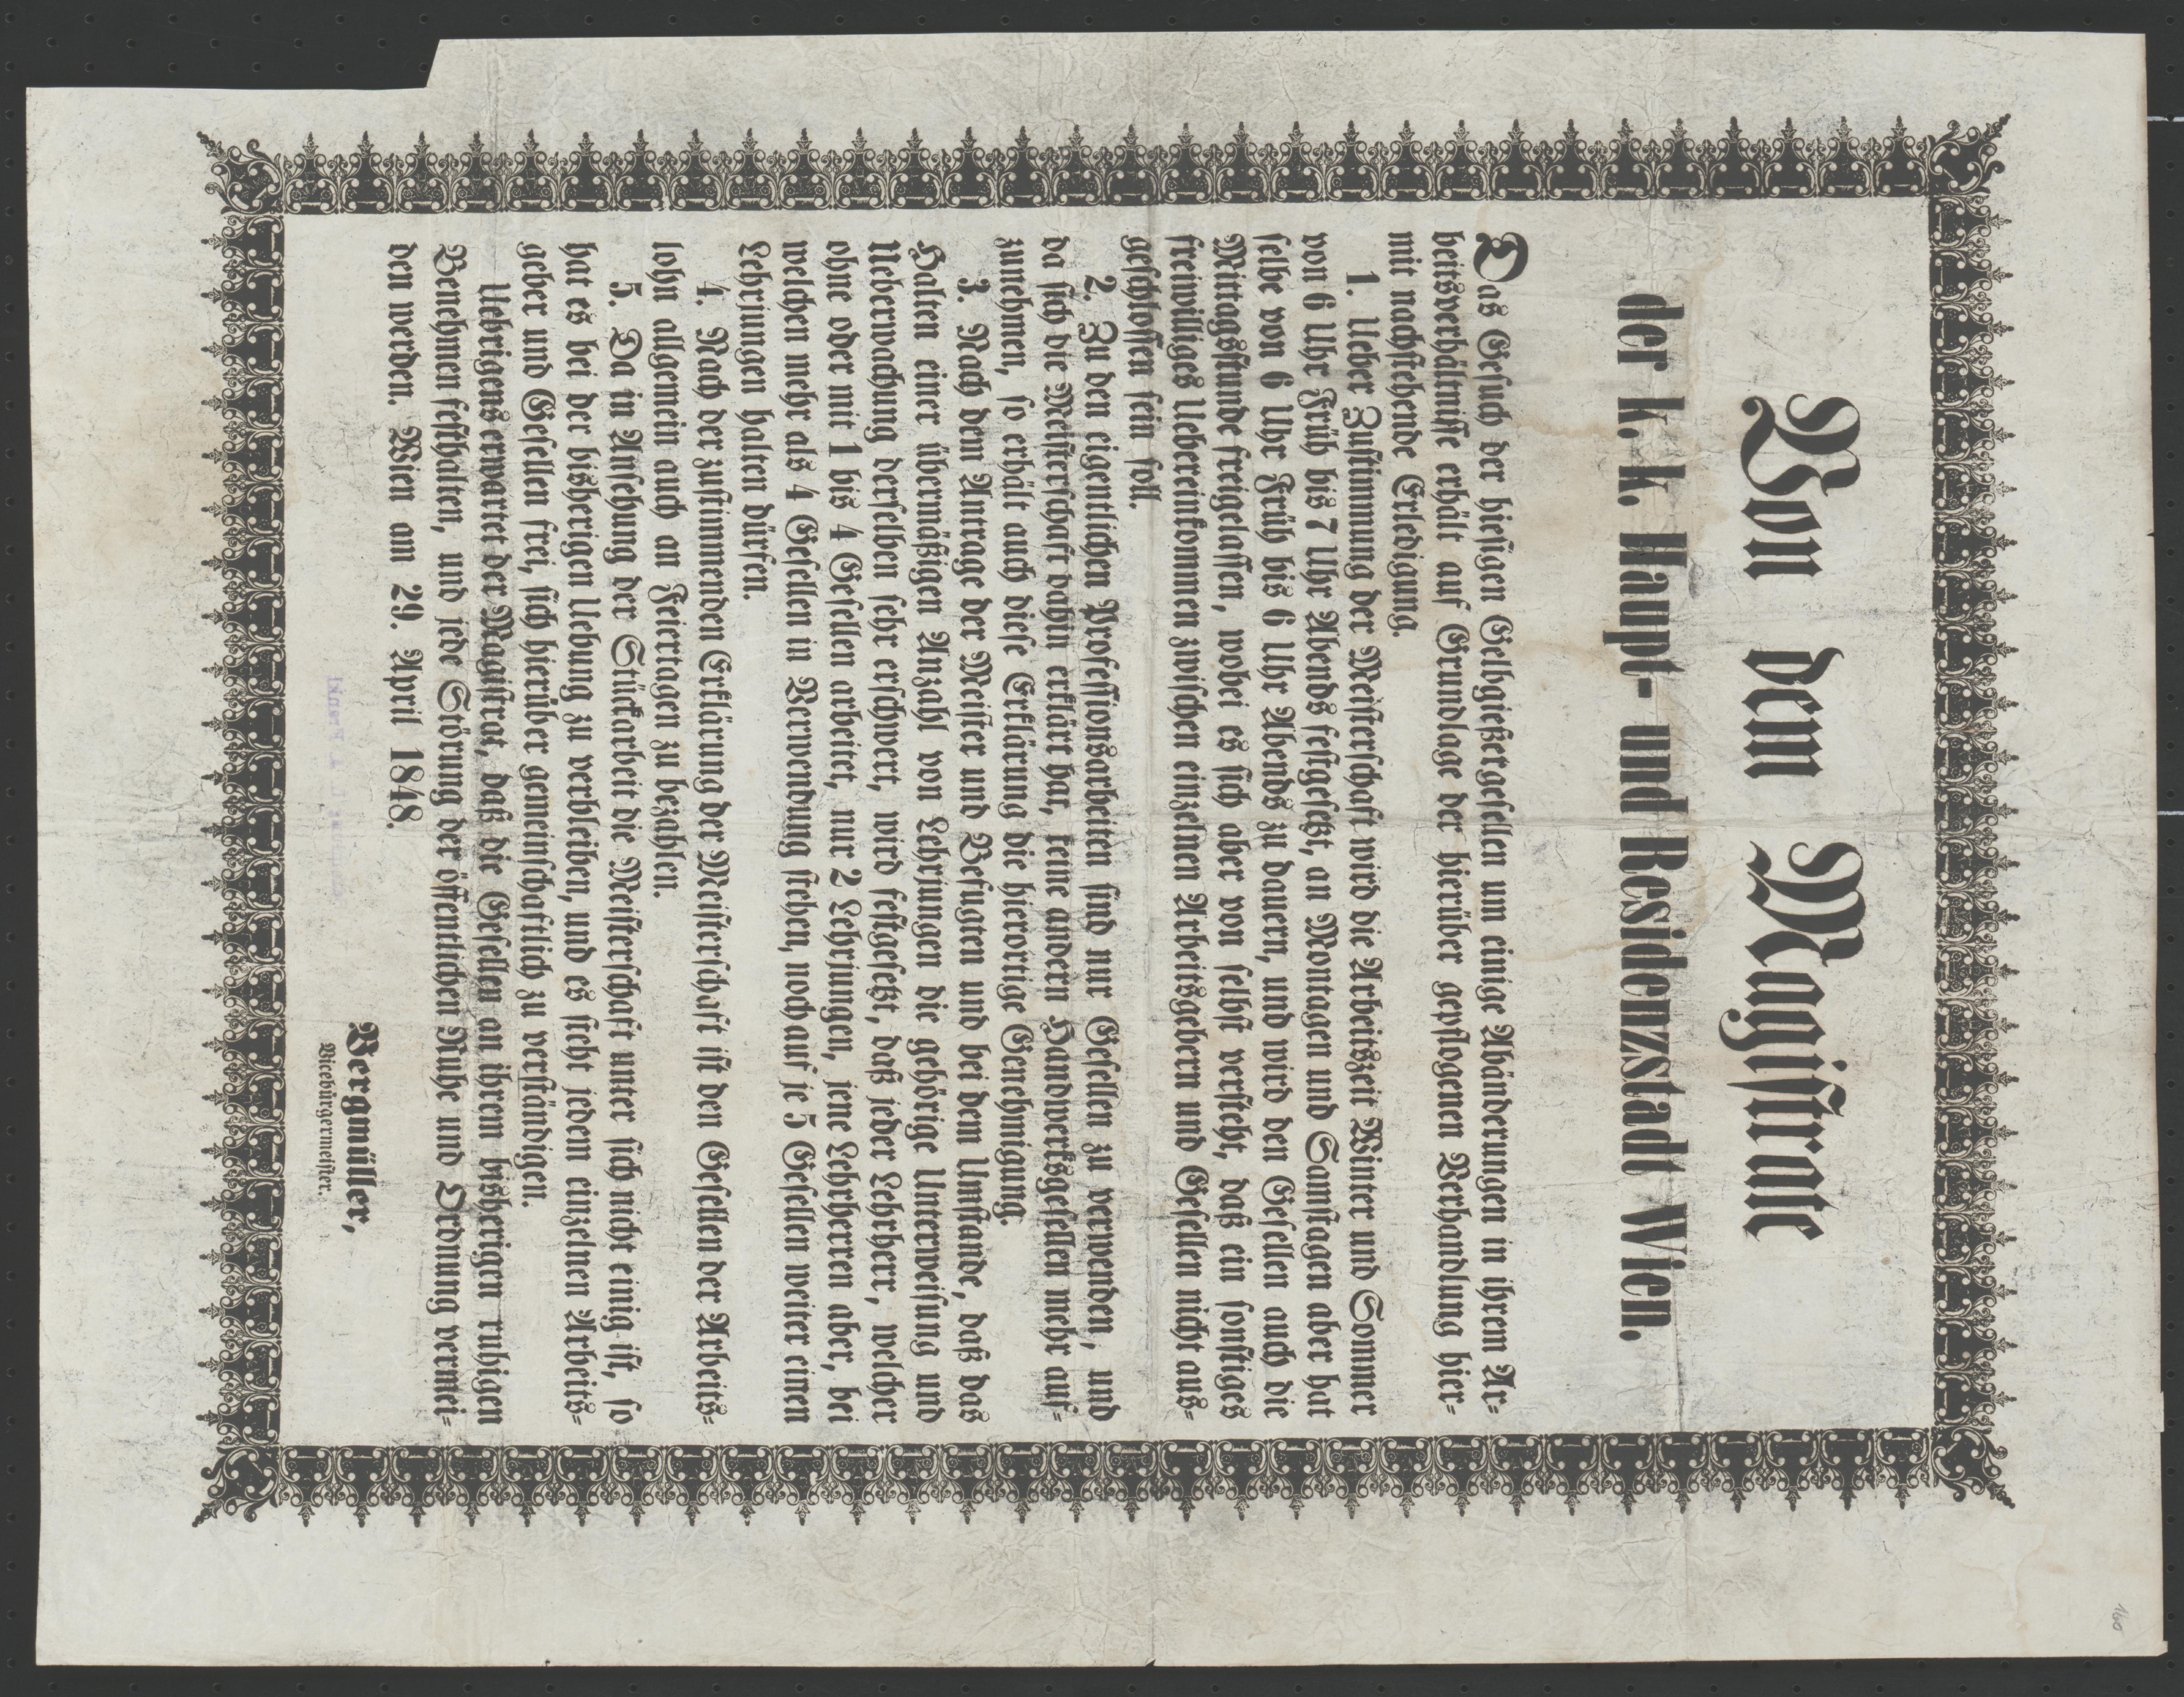 Von dem Magistrate
der k. k. Haupt- und Residenzstadt Wien.
Das Gesuch der hiesigen Gelbgießergesellen um einige Abänderungen in ihrem Ar-
beitsverhältnisse erhält auf Grundlage der hierüber gepflogenen Verhandlung hier-
mit nachstehende Erledigung.
1. Ueber Zustimmung der Meisterschaft wird die Arbeitszeit Winter und Sommer
von 6 Uhr Früh bis 7 Uhr Abends festgesetzt, an Montagen und Samstagen aber hat
selbe von 6 Uhr Früh bis 6 Uhr Abends zu dauern, und wird den Gesellen auch die
Mittagsstunde freigelassen, wobei es sich aber von selbst versteht, daß ein sonstiges
freiwilliges Uebereinkommen zwischen einzelnen Arbeitsgebern und Gesellen nicht aus-
geschlossen sein soll.
2. Zu den eigentlichen Professionsarbeiten sind nur Gesellen zu verwenden, und
da sich die Meisterschaft dahin erklärt hat, keine andern Handwerksgesellen mehr auf-
zunehmen, so erhält auch diese Erklärung die hierortige Genehmigung.
3. Nach dem Antrage der Meister und Befugten und bei dem Umstande, daß das
Halten einer übermäßigen Anzahl von Lehrjungen die gehörige Unterweisung und
Ueberwachung derselben sehr erschwert, wird festgesetzt, daß jeder Lehrherr, welcher
ohne oder mit 1 bis 4 Gesellen arbeitet, nur 2 Lehrjungen, jene Lehrherren aber, bei
welchen mehr als 4 Gesellen in Verwendung stehen, noch auf je 5 Gesellen weiter einen
Lehrjungen halten dürfen.
4. Nach der zustimmenden Erklärung der Meisterschaft ist den Gesellen der Arbeits-
lohn allgemein auch an Feiertagen zu bezahlen.
5. Da in Ansehung der Stückarbeit die Meisterschaft unter sich nicht einig ist, so
hat es bei der bisherigen Uebung zu verbleiben, und es steht jedem einzelnen Arbeits-
geber und Gesellen frei, sich hierüber gemeinschaftlich zu verständigen.
Uebrigens erwartet der Magistrat, daß die Gesellen an ihrem bisherigen ruhigen
Benehmen festhalten, und jede Störung der öffentlichen Ruhe und Ordnung vermei-
den werden. Wien am 29. April 1848.
Bergmüller,
Vicebürgermeister.
160